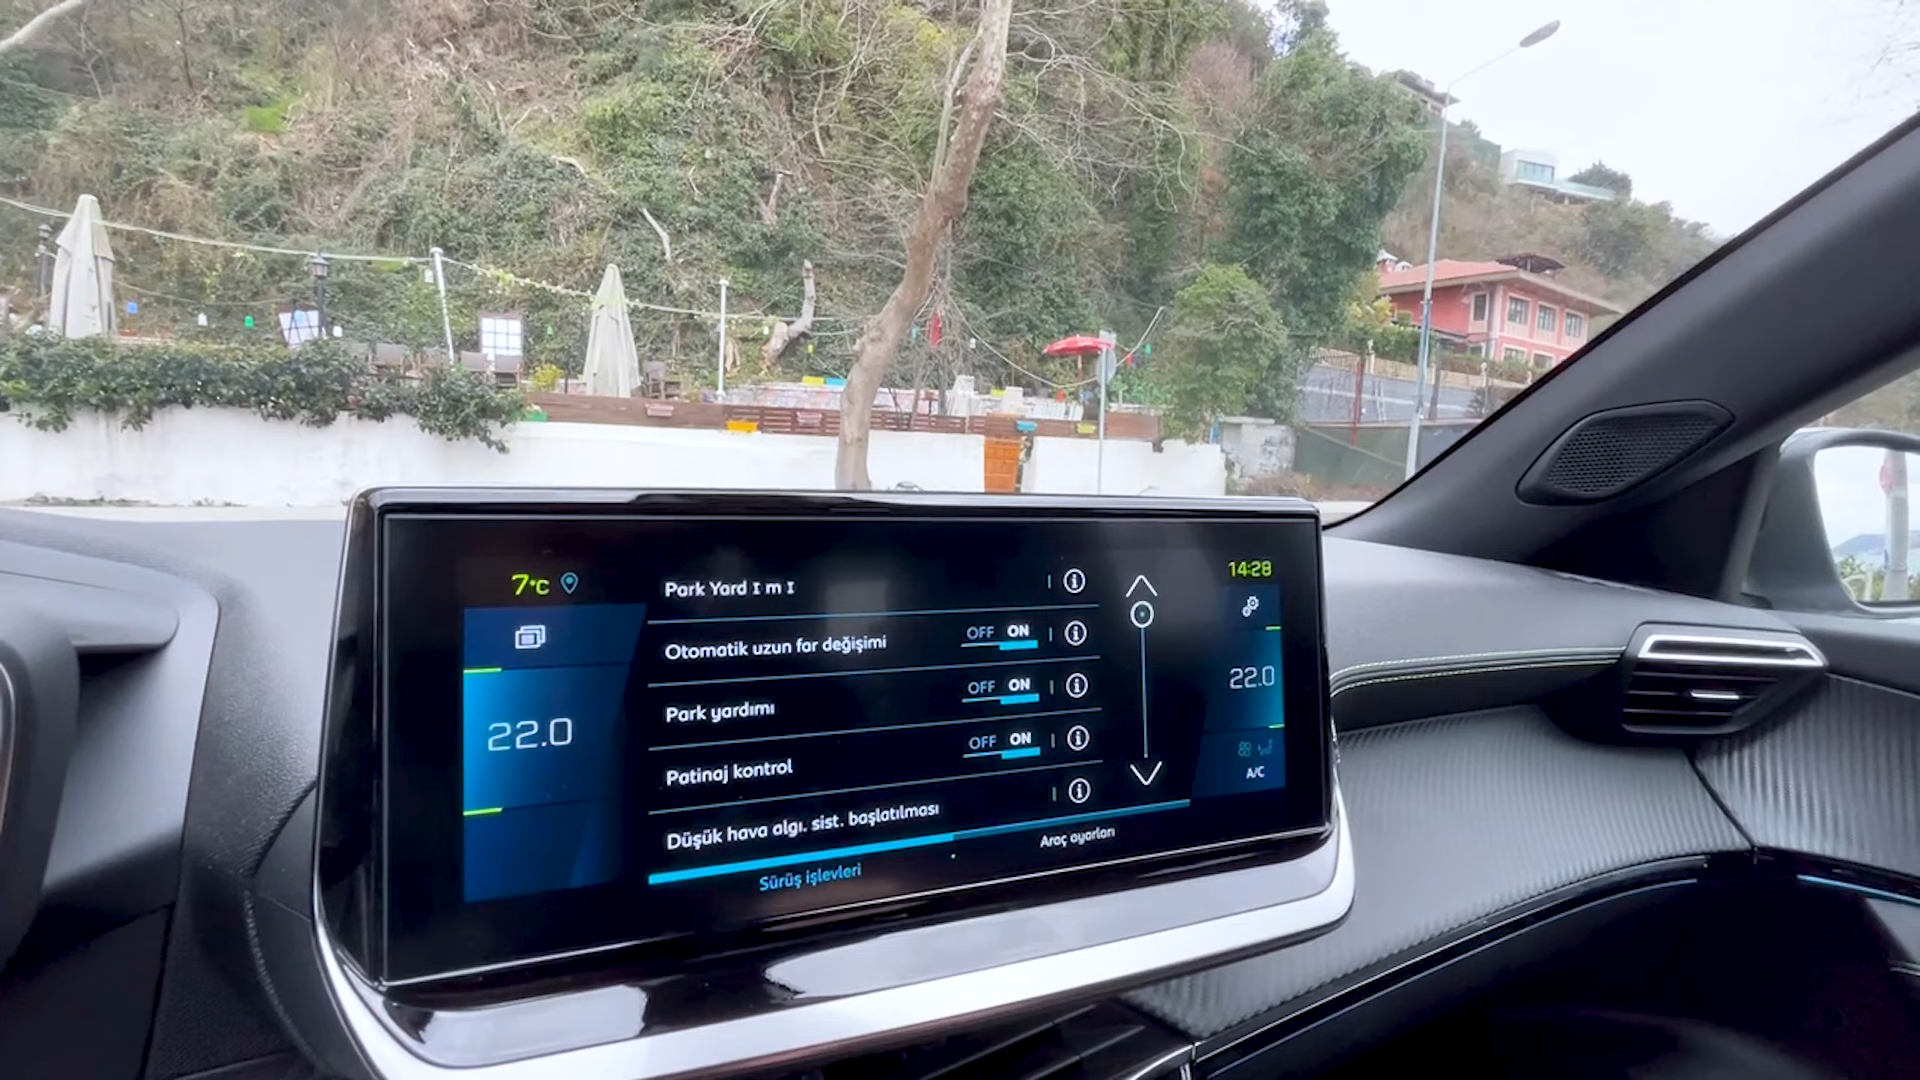 7°C
14:28
Park Yard I m I
Otomatik uzun far değişimi OFF ON
Park yardımı OFF ON
Patinaj kontrol OFF ON
Düşük hava algı. sist. başlatılması
22.0
22.0
A/C
Sürüş işlevleri
Araç ayarları